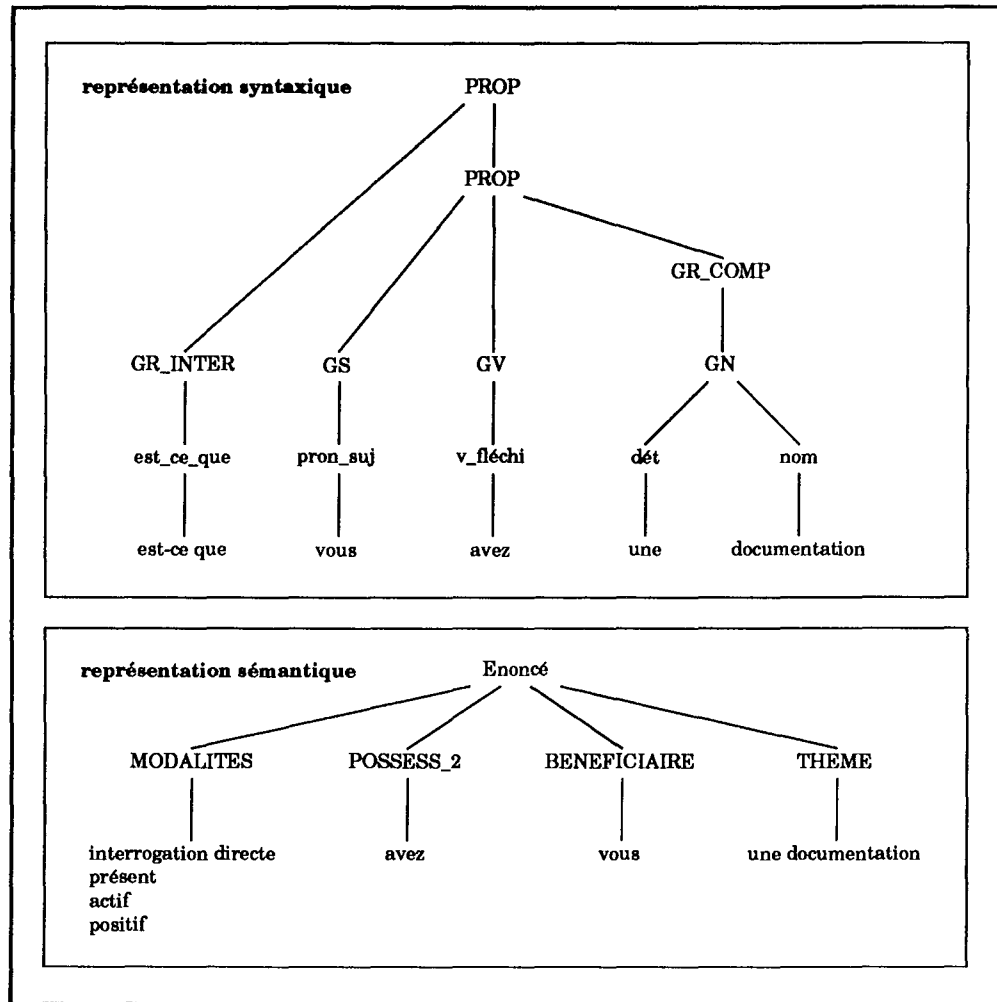 représentation syntaxique PROP
PROP
GR_COMP
GR_INTER GS GV GN
est_ce_que pron_suj v_fléchi dét nom
est-ce que vous avez une documentation
représentation sémantique Enoncé
MODALITES POSSESS_2 BENEFICIAIRE THEME
interrogation directe avez vous une documentation
présent
actif
positif